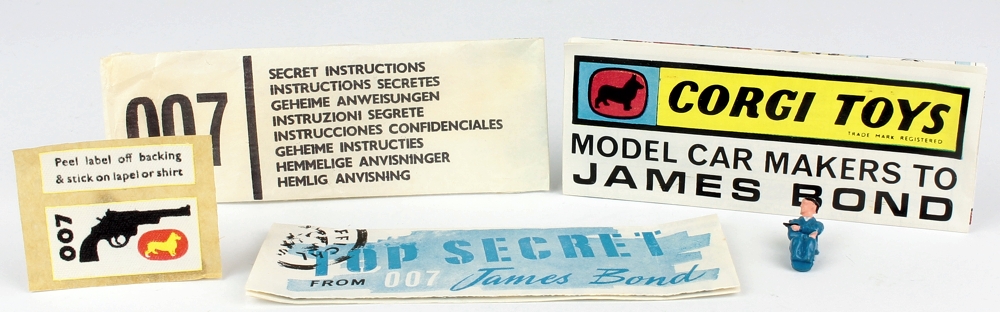 007
SECRET INSTRUCTIONS
INSTRUCTIONS SECRETES
GEHEIME ANWEISUNGEN
INSTRUZIONI SEGRETE
INSTRUCCIONES CONFIDENCIALES
GEHEIME INSTRUCTIES
HEMMELIGE ANVISNINGER
HEMLIG ANVISNING
CORGI TOYS
TRADE MARK REGISTERED
MODEL CAR MAKERS TO
JAMES BOND
Peel label off backing
& stick on lapel or shirt
007
TOP SECRET
FROM 007 James Bond